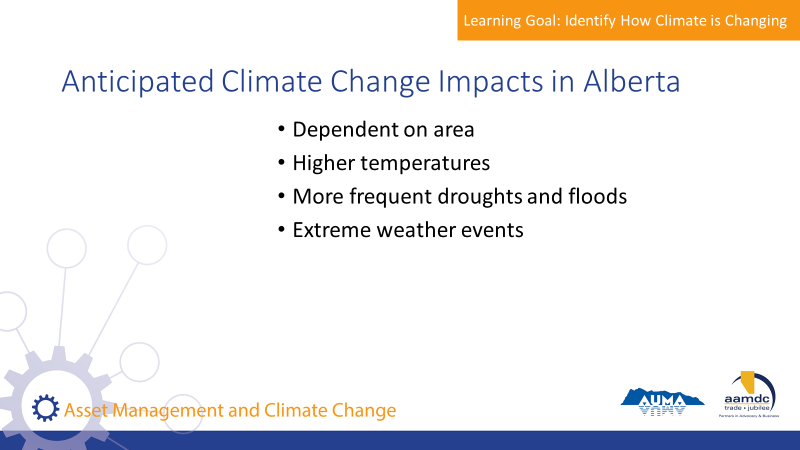 Learning Goal: Identify How Climate is Changing
Anticipated Climate Change Impacts in Alberta
• Dependent on area
• Higher temperatures
• More frequent droughts and floods
• Extreme weather events
Asset Management and Climate Change
AUMA
aamdc
trade • jubilee
Partners in Advocacy & Business